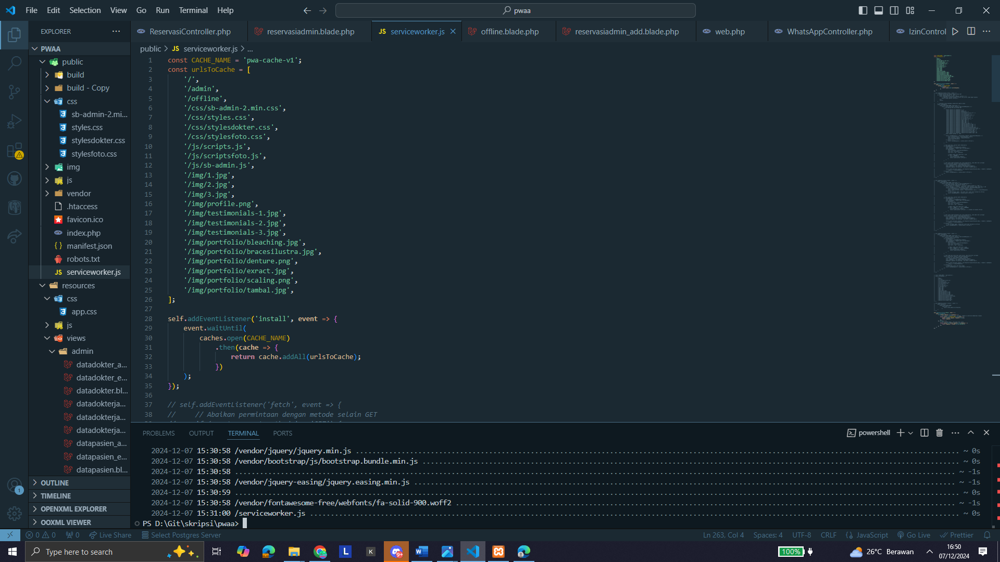 File Edit Selection View Go Run Terminal Help
pwaa
EXPLORER
ReservasiController.php
reservasiadmin.blade.php
JS serviceworker.js
offline.blade.php
reservasiadmin_add.blade.php
web.php
WhatsAppController.php
IzinControl
PWAA
public
build
build - Copy
css
sb-admin-2.mi...
styles.css
stylesdokter.css
stylesfoto.css
img
js
vendor
.htaccess
favicon.ico
index.php
manifest.json
robots.txt
JS serviceworker.js
resources
css
app.css
js
views
admin
datadokter_a...
datadokter_e...
datadokter.bl...
datadokterja...
datadokterja...
datadokterja...
datapasien_a...
datapasien_e...
datapasien.bl...
OUTLINE
TIMELINE
OPENXML EXPLORER
OOXML VIEWER
public > JS serviceworker.js > ...
1 const CACHE_NAME = 'pwa-cache-v1';
2 const urlsToCache = [
3 '/',
4 '/admin',
5 '/offline',
6 '/css/sb-admin-2.min.css',
7 '/css/styles.css',
8 '/css/stylesdokter.css',
9 '/css/stylesfoto.css',
10 '/js/scripts.js',
11 '/js/scriptsfoto.js',
12 '/js/sb-admin.js',
13 '/img/1.jpg',
14 '/img/2.jpg',
15 '/img/3.jpg',
16 '/img/profile.png',
17 '/img/testimonials-1.jpg',
18 '/img/testimonials-2.jpg',
19 '/img/testimonials-3.jpg',
20 '/img/portfolio/bleaching.jpg',
21 '/img/portfolio/bracesilustra.jpg',
22 '/img/portfolio/denture.png',
23 '/img/portfolio/exract.jpg',
24 '/img/portfolio/scaling.png',
25 '/img/portfolio/tambal.jpg',
26 ];
27
28 self.addEventListener('install', event => {
29 event.waitUntil(
30 caches.open(CACHE_NAME)
31 .then(cache => {
32 return cache.addAll(urlsToCache);
33 })
34 );
35 });
36
37 // self.addEventListener('fetch', event => {
38 // // Abaikan permintaan dengan metode selain GET
PROBLEMS OUTPUT TERMINAL PORTS
powershell
2024-12-07 15:30:58 /vendor/jquery/jquery.min.js ~ 0s
2024-12-07 15:30:58 /vendor/bootstrap/js/bootstrap.bundle.min.js ~ 0s
2024-12-07 15:30:58 ~ -1s
2024-12-07 15:30:58 /vendor/jquery-easing/jquery.easing.min.js ~ -1s
2024-12-07 15:30:59 ~ 0s
2024-12-07 15:30:58 /vendor/fontawesome-free/webfonts/fa-solid-900.woff2 ~ -1s
2024-12-07 15:31:00 /serviceworker.js ~ 0s
PS D:\Git\skripsi\pwaa>
0 0 0 Live Share Select Postgres Server
Ln 263, Col 4 Spaces: 4 UTF-8 CRLF {} JavaScript Go Live Prettier
Type here to search
L
K
9+
100%
26°C Berawan
16:50
07/12/2024